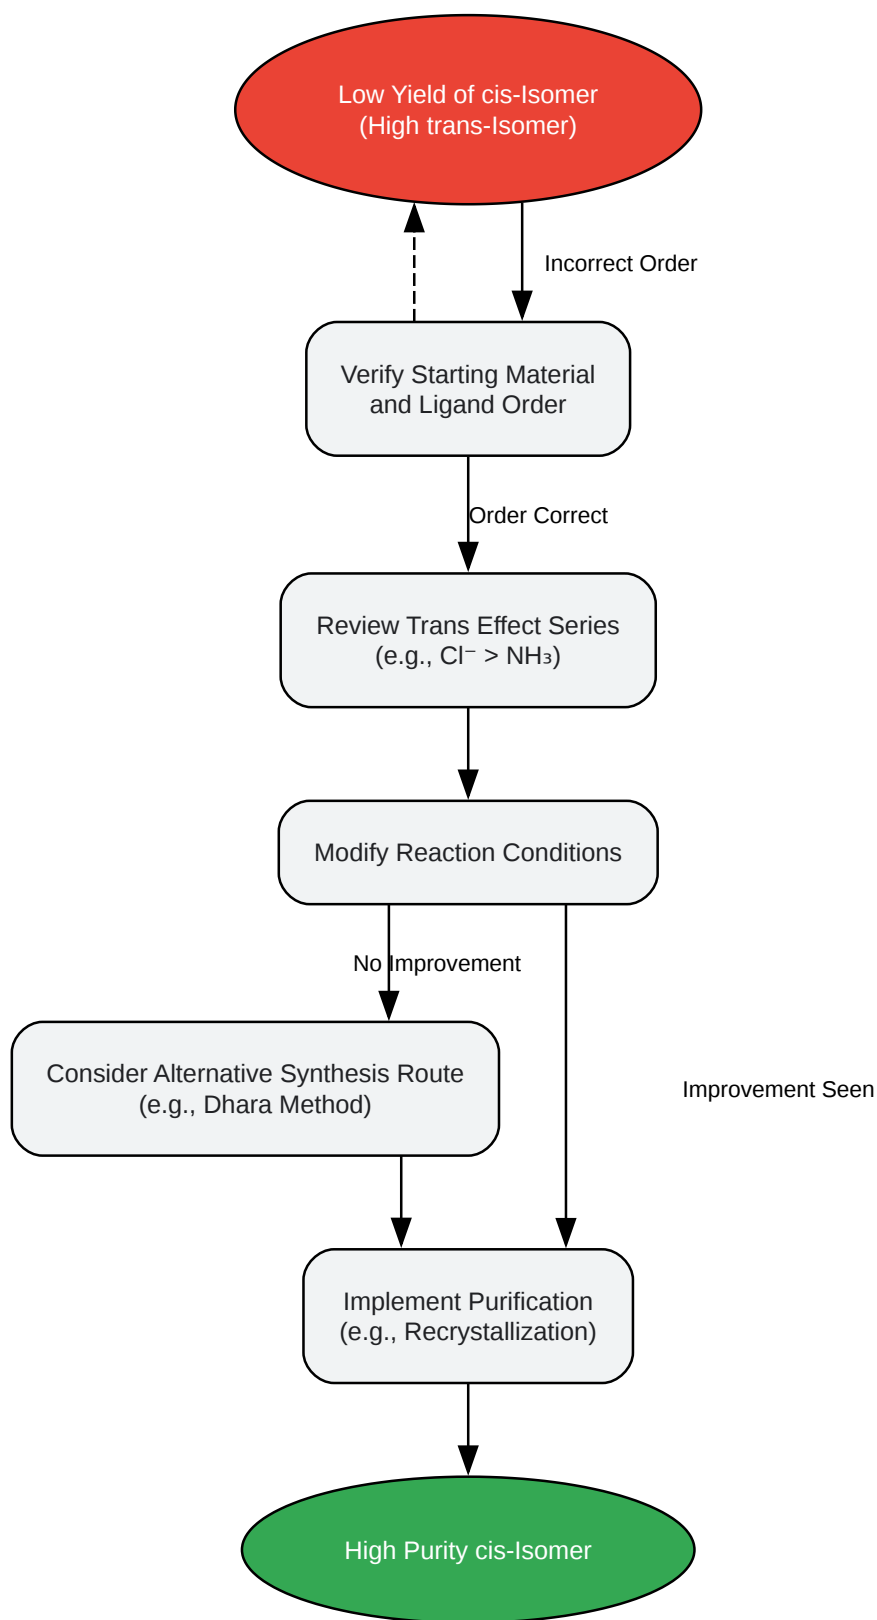 Low Yield of cis-Isomer
(High trans-Isomer)
Incorrect Order
Verify Starting Material
and Ligand Order
Order Correct
Review Trans Effect Series
(e.g., Cl⁻ > NH₃)
Modify Reaction Conditions
No Improvement
Consider Alternative Synthesis Route
(e.g., Dhara Method)
Improvement Seen
Implement Purification
(e.g., Recrystallization)
High Purity cis-Isomer